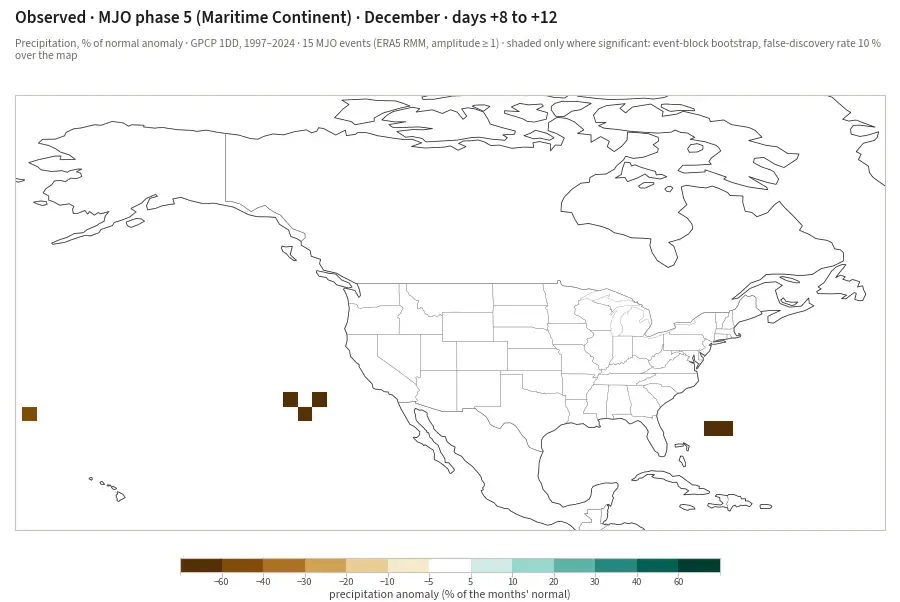 Observed · MJO phase 5 (Maritime Continent) · December · days +8 to +12
Precipitation, % of normal anomaly · GPCP 1DD, 1997–2024 · 15 MJO events (ERA5 RMM, amplitude ≥ 1) · shaded only where significant: event-block bootstrap, false-discovery rate 10 %
over the map
−60 −40 −30 −20 −10 −5 5 10 20 30 40 60
precipitation anomaly (% of the months' normal)